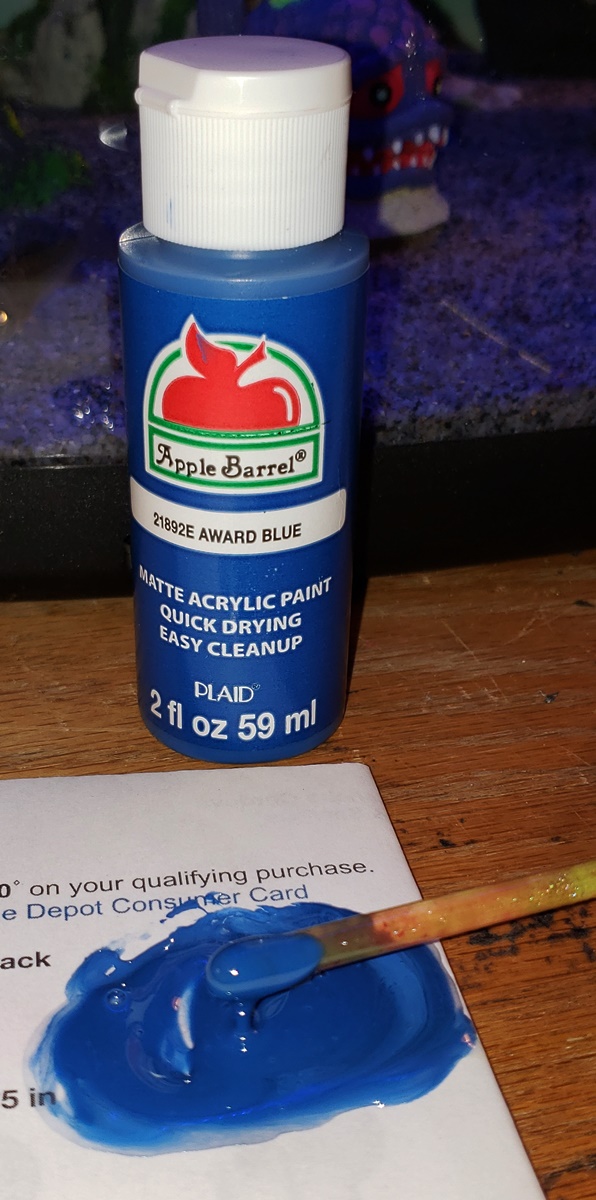 Apple Barrel®
21892E AWARD BLUE
MATTE ACRYLIC PAINT
QUICK DRYING
EASY CLEANUP
PLAID®
2 fl oz 59 ml
0° on your qualifying purchase.
e Depot Consumer Card
ack
5 in